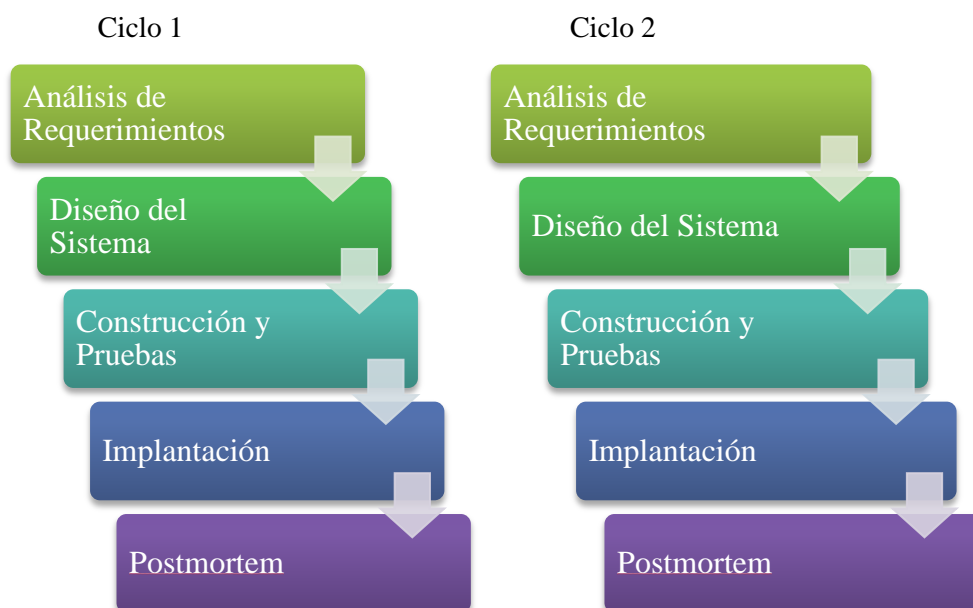 Ciclo 1
Análisis de
Requerimientos
Diseño del
Sistema
Construcción y
Pruebas
Implantación
Postmortem
Ciclo 2
Análisis de
Requerimientos
Diseño del Sistema
Construcción y
Pruebas
Implantación
Postmortem